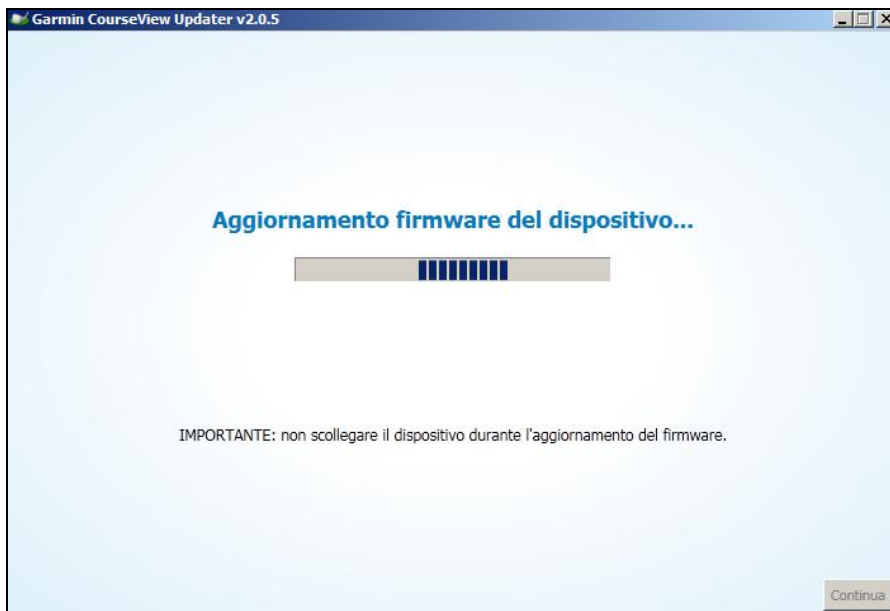 Garmin CourseView Updater v2.0.5
Aggiornamento firmware del dispositivo...
IMPORTANTE: non scollegare il dispositivo durante l'aggiornamento del firmware.
Continua